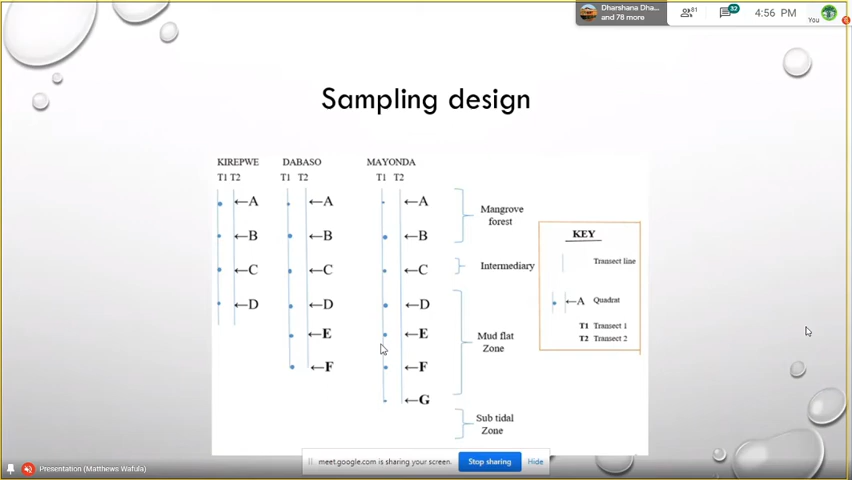 Dharshana Dha...
and 78 more
81
32
4:56 PM
You
Sampling design
KIREPWE DABASO MAYONDA
T1 T2 T1 T2 T1 T2
←A ←A ←A
←B ←B ←B
←C ←C ←C
←D ←D ←D
←E ←E
←F ←F
←G
Mangrove
forest
Intermediary
Mud flat
Zone
Sub tidal
Zone
KEY
Transect line
←A Quadrat
T1 Transect 1
T2 Transect 2
Presentation (Matthews Wafula)
meet.google.com is sharing your screen.
Stop sharing
Hide